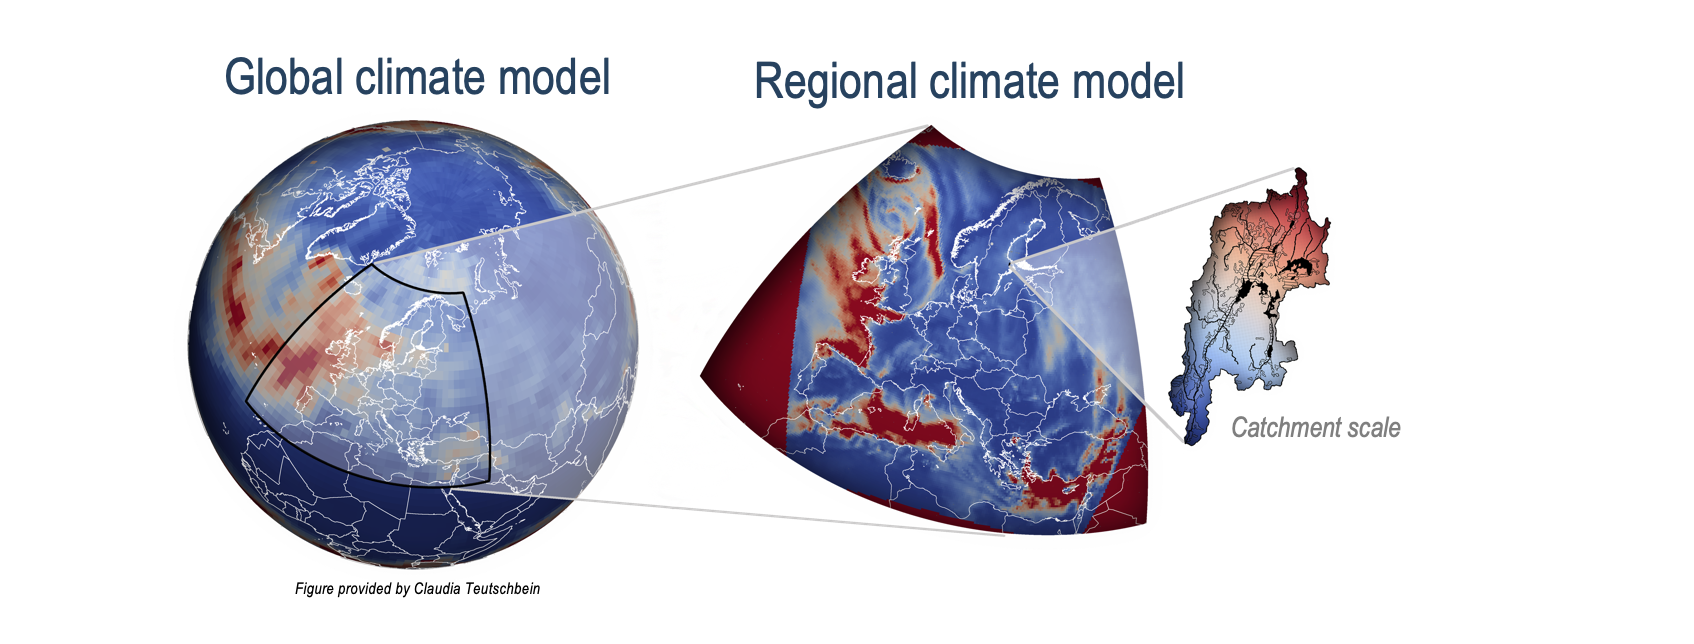 Global climate model
Regional climate model
Catchment scale
Figure provided by Claudia Teutschbein